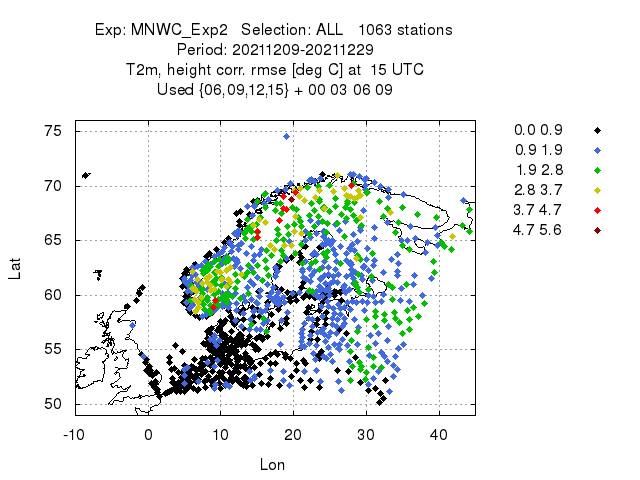 Exp: MNWC_Exp2   Selection: ALL   1063 stations
Period: 20211209-20211229
T2m, height corr. rmse [deg C] at  15 UTC
Used {06,09,12,15} + 00 03 06 09
0.0 0.9
0.9 1.9
1.9 2.8
2.8 3.7
3.7 4.7
4.7 5.6
75
70
65
60
55
50
Lat
-10 0 10 20 30 40
Lon